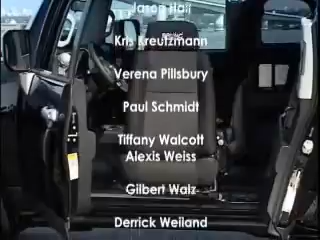 Jason Hall
Kris Kreutzmann
Verena Pillsbury
Paul Schmidt
Tiffany Walcott
Alexis Weiss
Gilbert Walz
Derrick Weiland